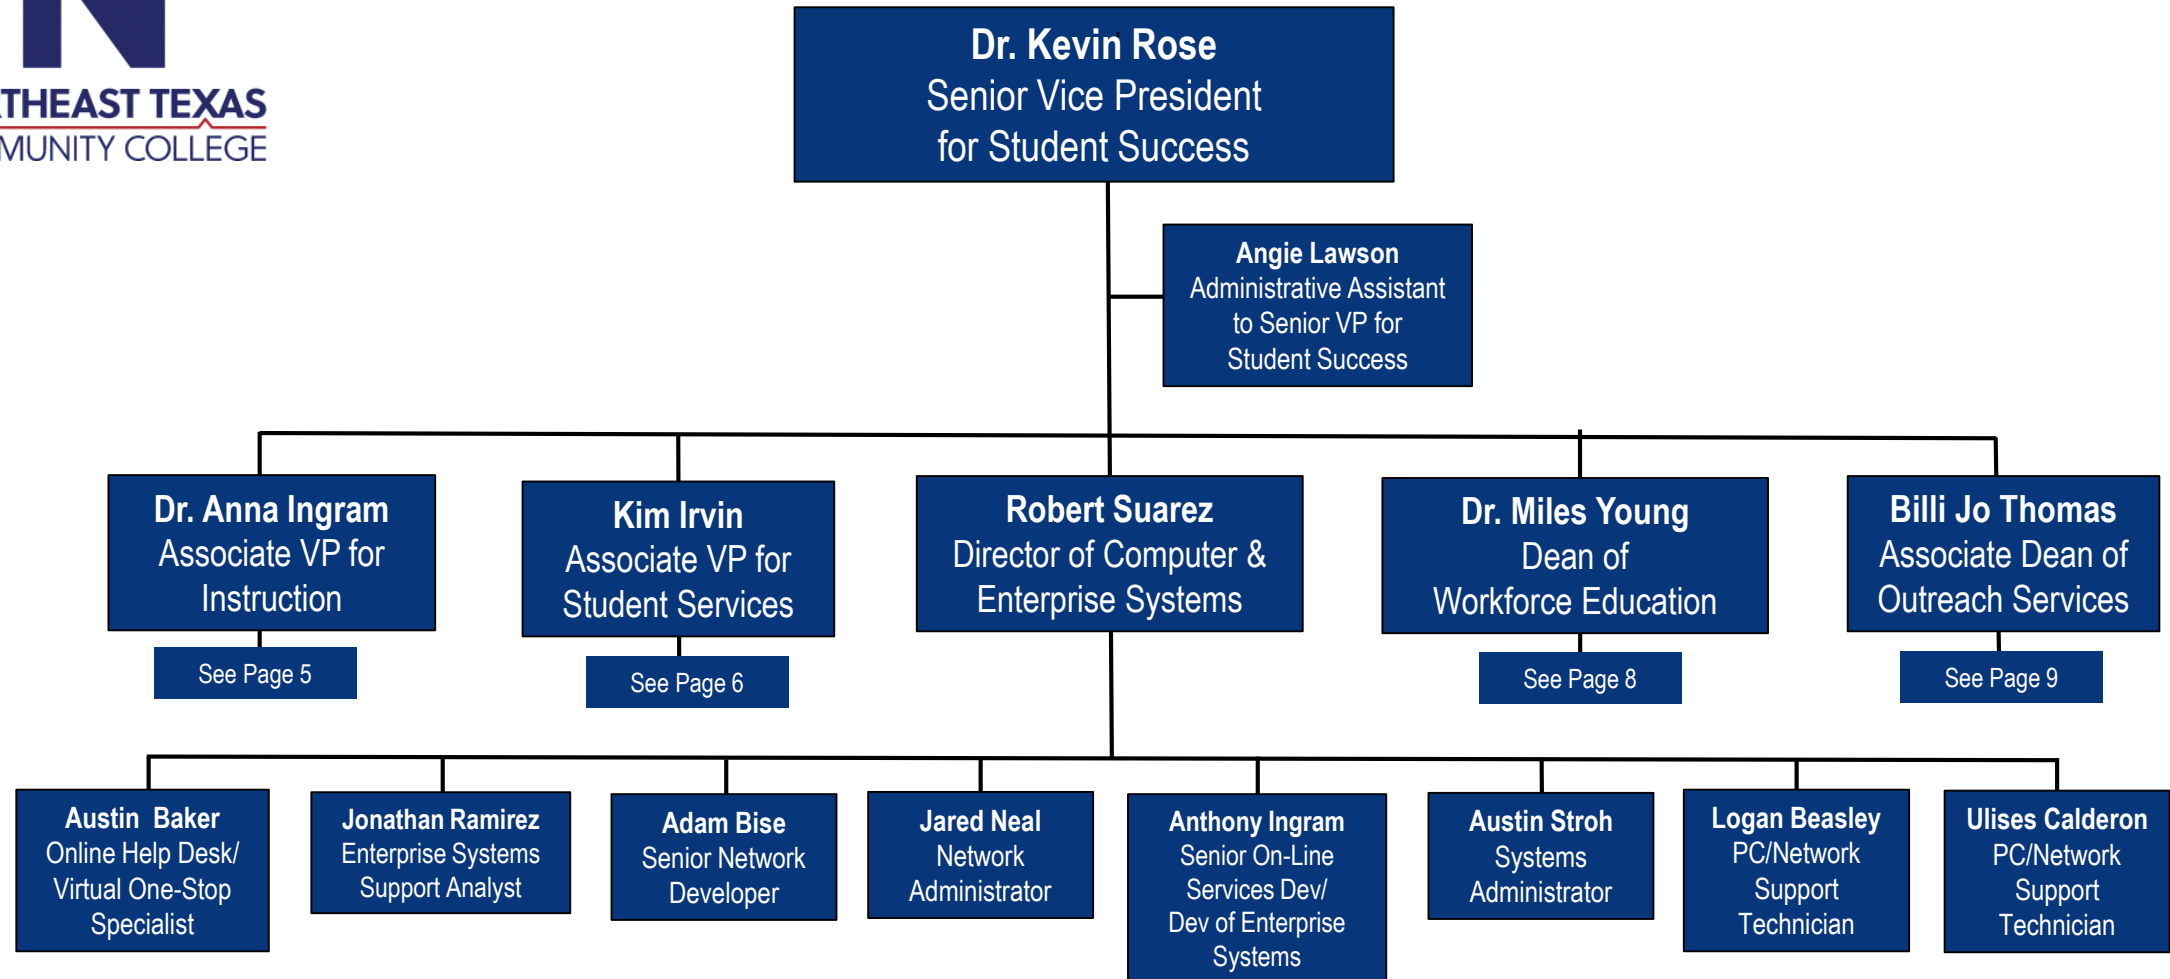 THEAST TEXAS
MUNITY COLLEGE
Dr. Kevin Rose
Senior Vice President
for Student Success
Angie Lawson
Administrative Assistant
to Senior VP for
Student Success
Dr. Anna Ingram
Associate VP for
Instruction
See Page 5
Kim Irvin
Associate VP for
Student Services
See Page 6
Robert Suarez
Director of Computer &
Enterprise Systems
Dr. Miles Young
Dean of
Workforce Education
See Page 8
Billi Jo Thomas
Associate Dean of
Outreach Services
See Page 9
Austin Baker
Online Help Desk/
Virtual One-Stop
Specialist
Jonathan Ramirez
Enterprise Systems
Support Analyst
Adam Bise
Senior Network
Developer
Jared Neal
Network
Administrator
Anthony Ingram
Senior On-Line
Services Dev/
Dev of Enterprise
Systems
Austin Stroh
Systems
Administrator
Logan Beasley
PC/Network
Support
Technician
Ulises Calderon
PC/Network
Support
Technician